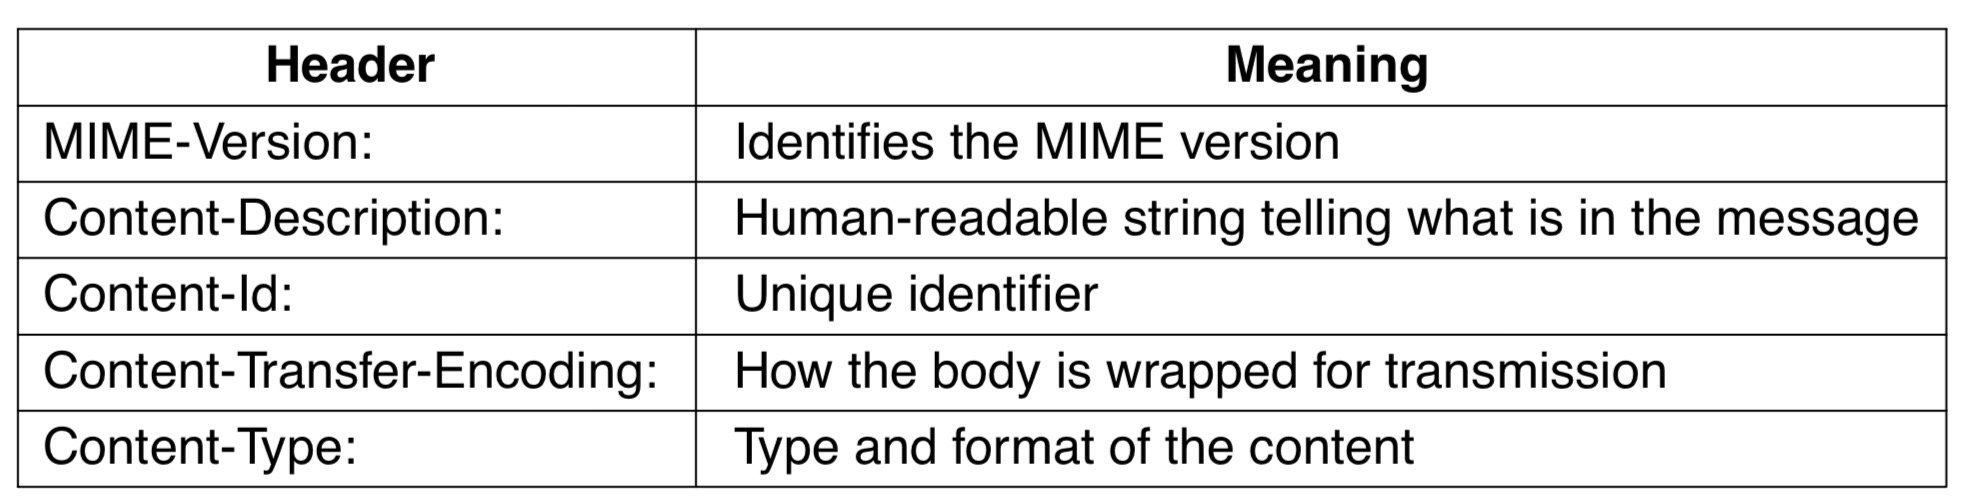 Header Meaning
MIME-Version: Identifies the MIME version
Content-Description: Human-readable string telling what is in the message
Content-Id: Unique identifier
Content-Transfer-Encoding: How the body is wrapped for transmission
Content-Type: Type and format of the content